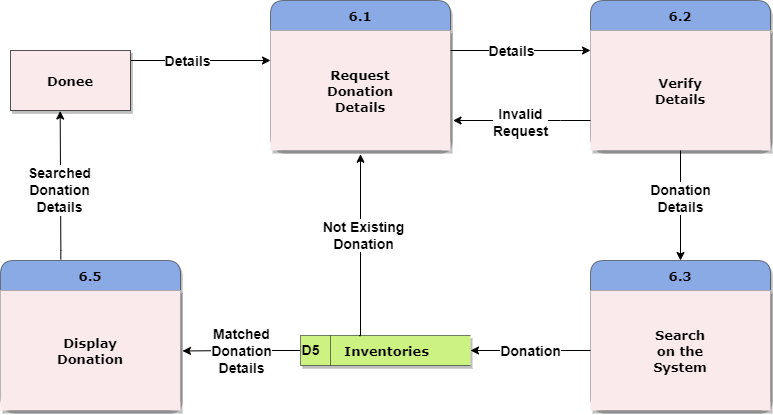 6.1
Request
Donation
Details
6.2
Verify
Details
Donee
Details
Details
Invalid
Request
Searched
Donation
Details
Not Existing
Donation
Donation
Details
6.5
Display
Donation
Matched
Donation
Details
D5
Inventories
Donation
6.3
Search
on the
System